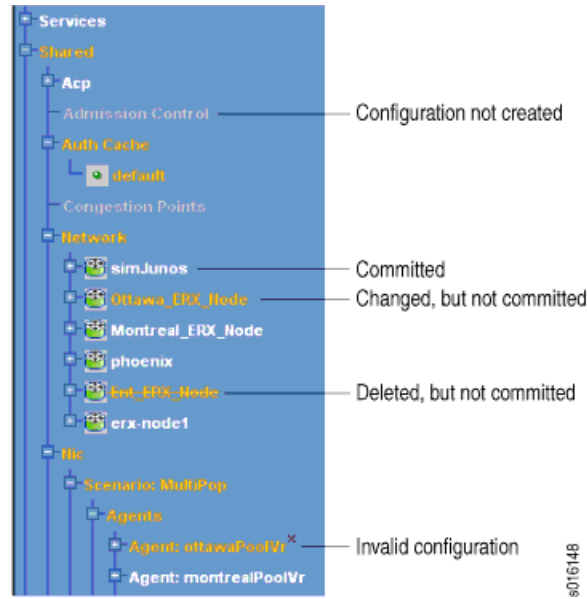 Services
Shared
Acp
Admission Control
Configuration not created
Auth Cache
default
Congestion Points
Network
simJunos
Committed
Ottawa_ERX_Node
Changed, but not committed
Montreal_ERX_Node
phoenix
Ent_ERX_Node
Deleted, but not committed
erx-node1
Nic
Scenario: MultiPop
Agents
Agent: ottawaPoolVr
Invalid configuration
Agent: montrealPoolVr
s016148